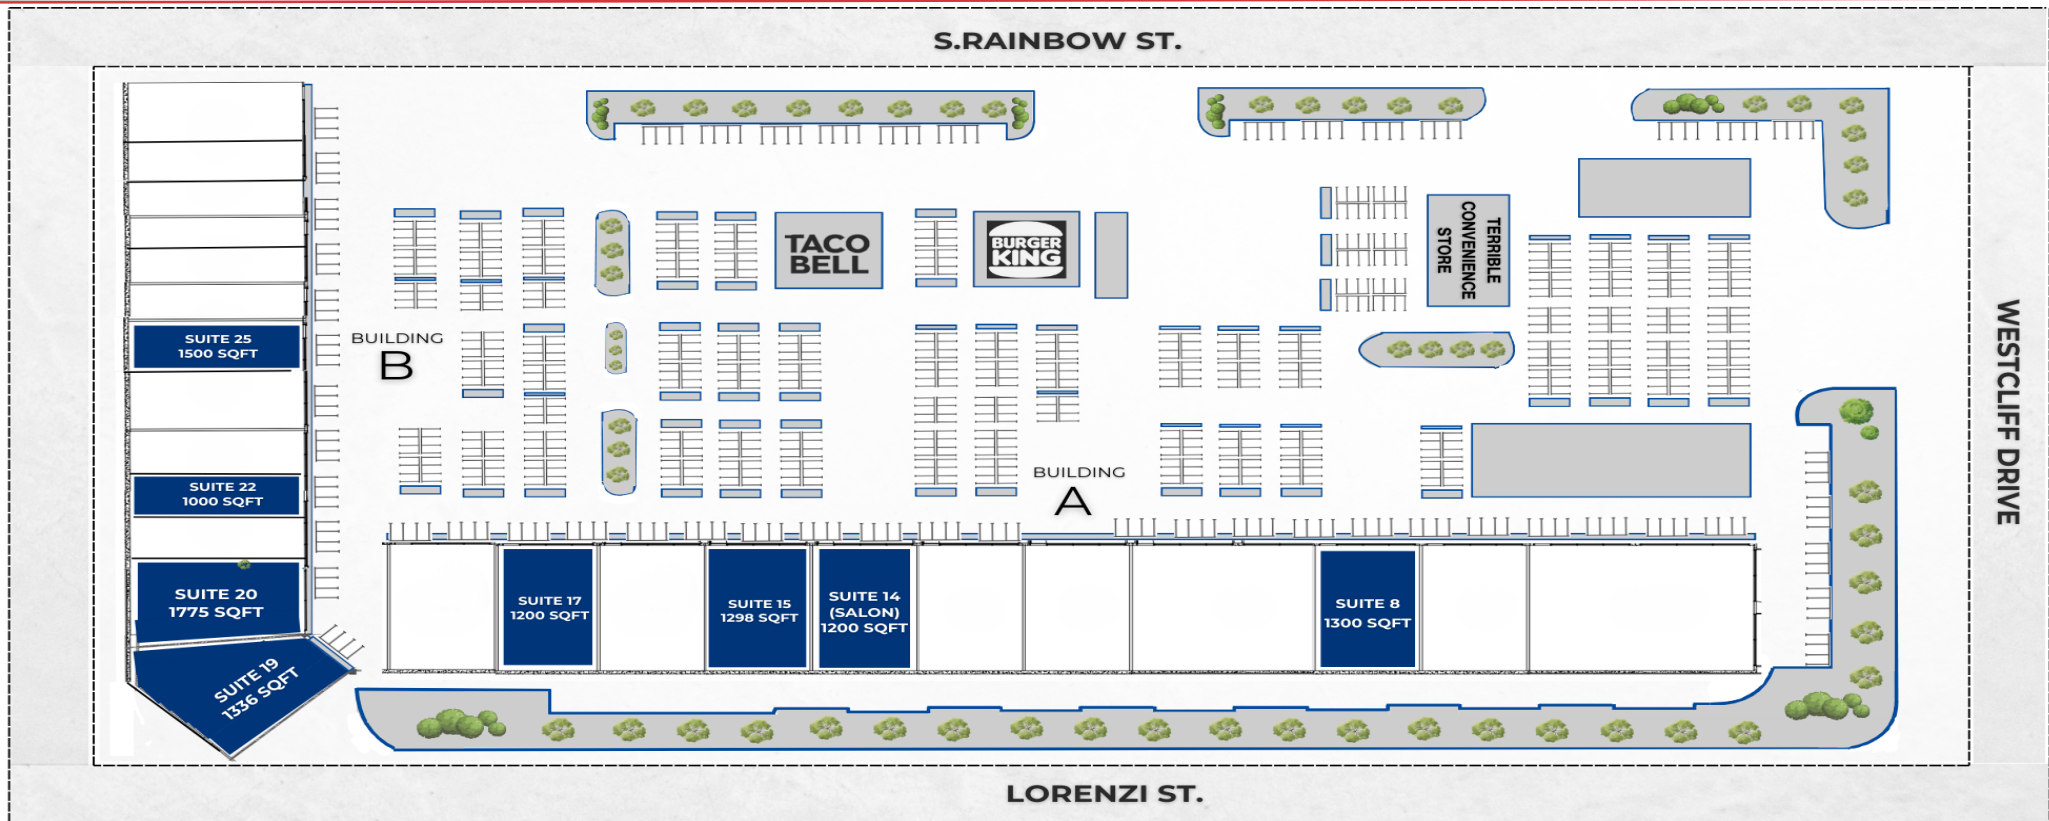 S.RAINBOW ST.
TACO
BELL
BURGER
KING
TERRIBLE
CONVENIENCE
STORE
WESTCLIFF DRIVE
SUITE 25
1500 SQFT
BUILDING
B
SUITE 22
1000 SQFT
BUILDING
A
SUITE 20
1775 SQFT
SUITE 19
1336 SQFT
SUITE 17
1200 SQFT
SUITE 15
1298 SQFT
SUITE 14
(SALON)
1200 SQFT
SUITE 8
1300 SQFT
LORENZI ST.